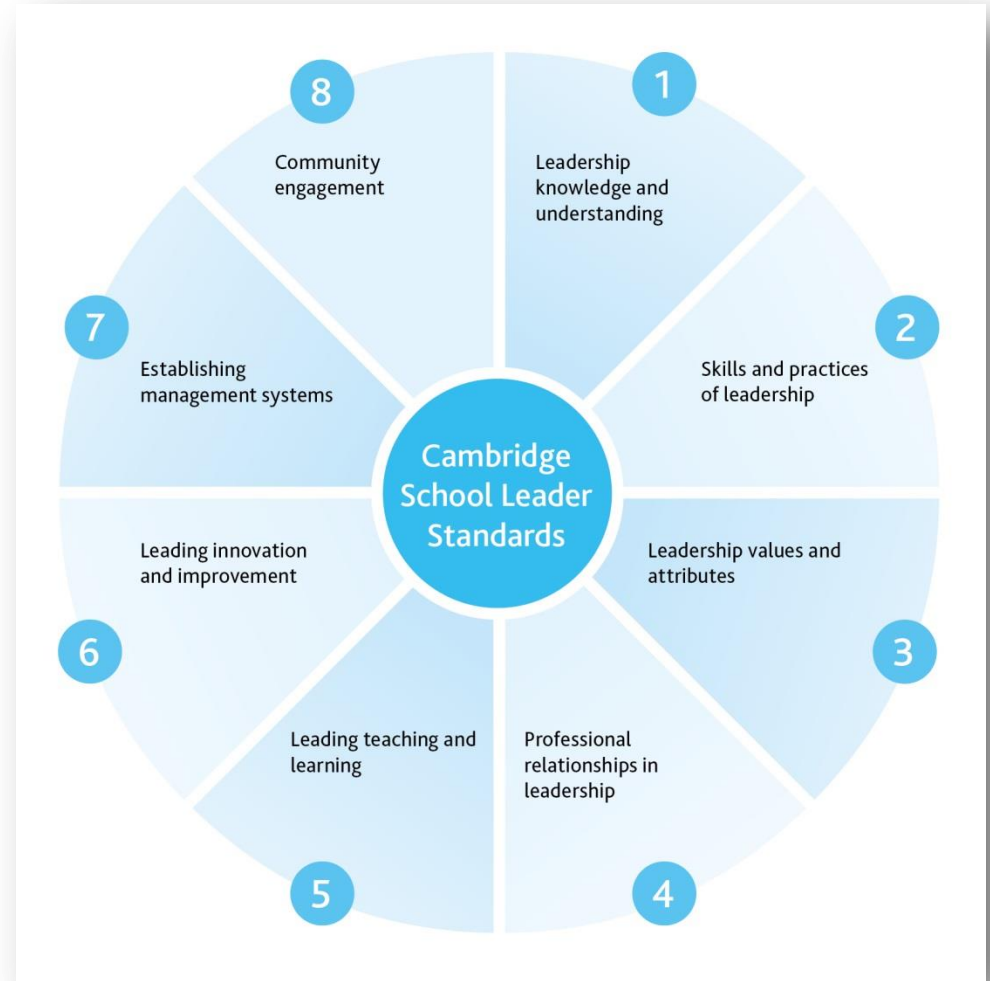 Cambridge
School Leader
Standards
1
Leadership
knowledge and
understanding
2
Skills and practices
of leadership
3
Leadership values and
attributes
4
Professional
relationships in
leadership
5
Leading teaching and
learning
6
Leading innovation
and improvement
7
Establishing
management systems
8
Community
engagement